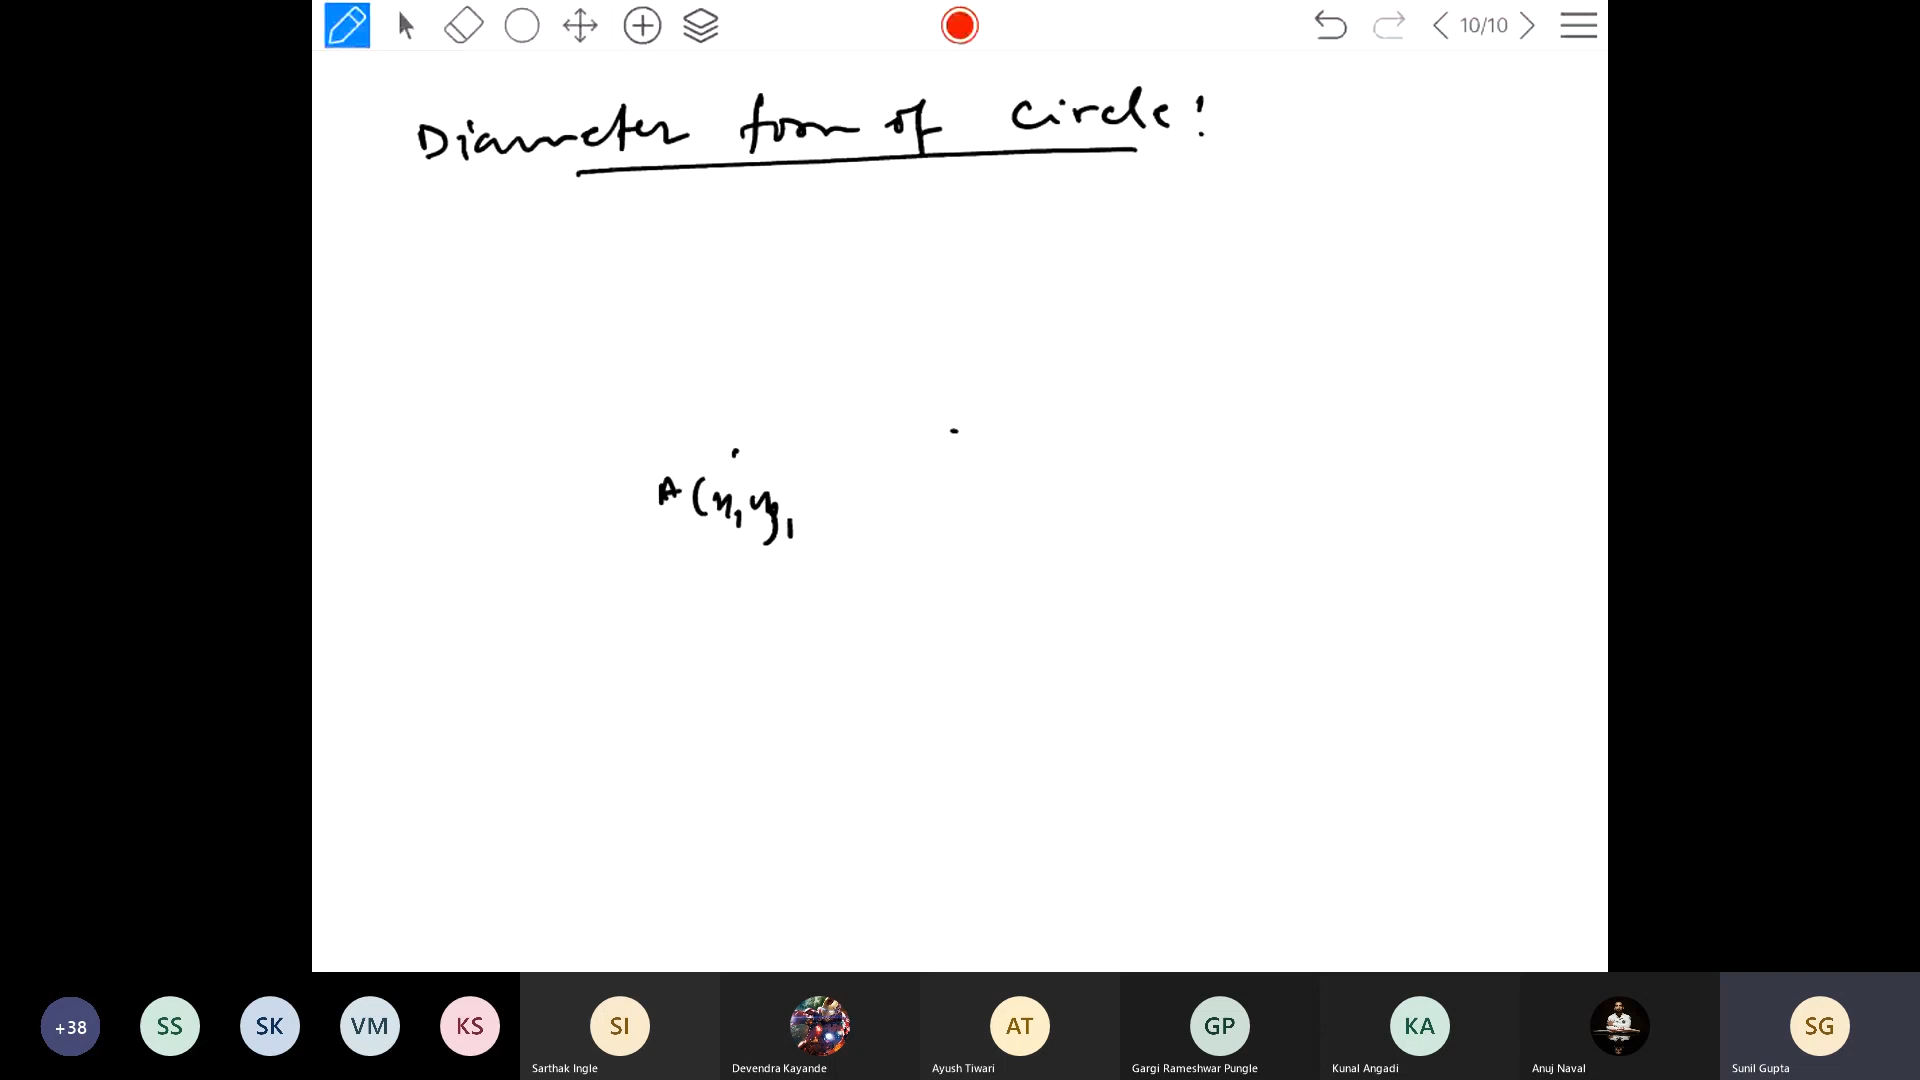 10/10
Diameter form of circle:
A(x₁ y₁
+38
SS
SK
VM
KS
SI
AT
GP
KA
SG
Sarthak Ingle
Devendra Kayande
Ayush Tiwari
Gargi Rameshwar Pungle
Kunal Angadi
Anuj Naval
Sunil Gupta